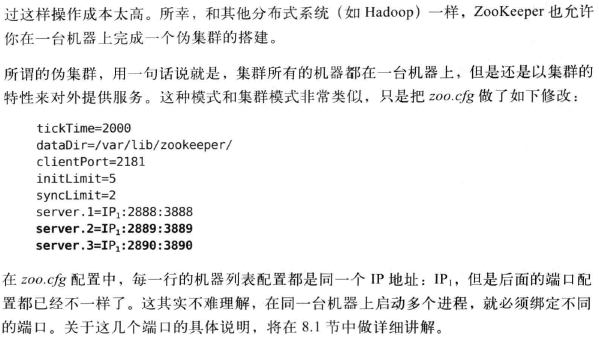 过这样操作成本太高。所幸，和其他分布式系统（如 Hadoop）一样，ZooKeeper 也允许
你在一台机器上完成一个伪集群的搭建。
所谓的伪集群，用一句话说就是，集群所有的机器都在一台机器上，但是还是以集群的
特性来对外提供服务。这种模式和集群模式非常类似，只是把 zoo.cfg 做了如下修改：
tickTime=2000
dataDir=/var/lib/zookeeper/
clientPort=2181
initLimit=5
syncLimit=2
server.1=IP₁:2888:3888
server.2=IP₁:2889:3889
server.3=IP₁:2890:3890
在 zoo.cfg 配置中，每一行的机器列表配置都是同一个 IP 地址：IP₁，但是后面的端口配
置都已经不一样了。这其实不难理解，在同一台机器上启动多个进程，就必须绑定不同
的端口。关于这几个端口的具体说明，将在 8.1 节中做详细讲解。